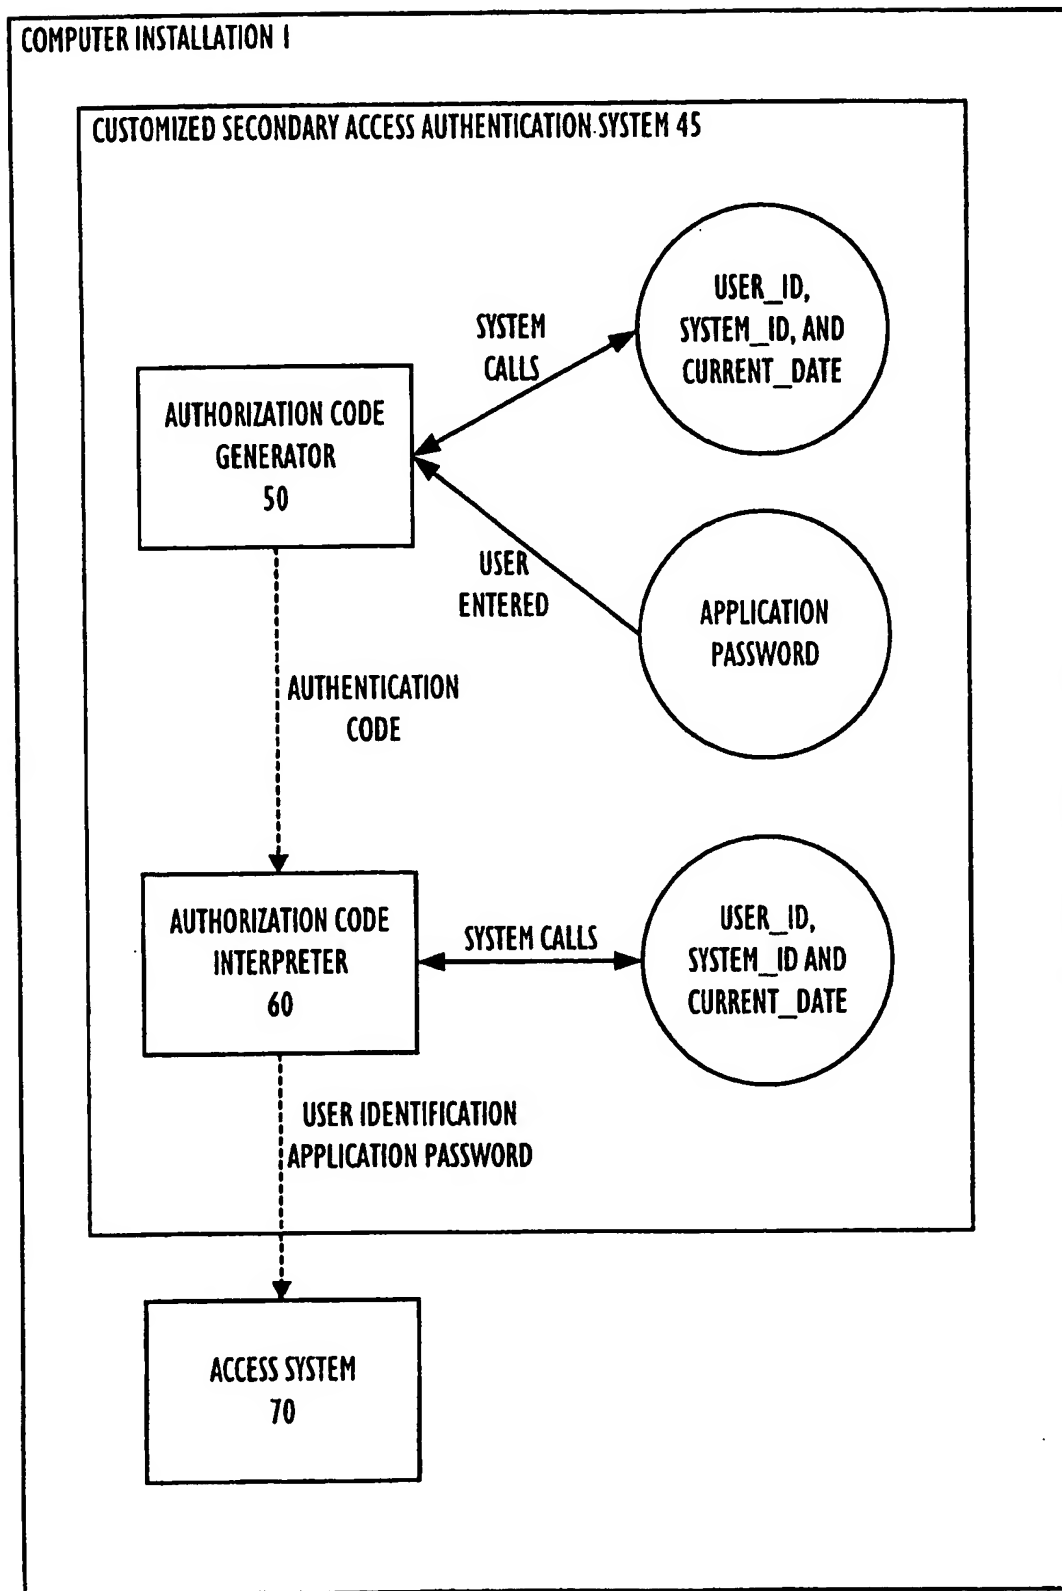 COMPUTER INSTALLATION 1
CUSTOMIZED SECONDARY ACCESS AUTHENTICATION SYSTEM 45
USER_ID,
SYSTEM_ID, AND
CURRENT_DATE
SYSTEM
CALLS
AUTHORIZATION CODE
GENERATOR
50
USER
ENTERED
APPLICATION
PASSWORD
AUTHENTICATION
CODE
AUTHORIZATION CODE
INTERPRETER
60
SYSTEM CALLS
USER_ID,
SYSTEM_ID AND
CURRENT_DATE
USER IDENTIFICATION
APPLICATION PASSWORD
ACCESS SYSTEM
70